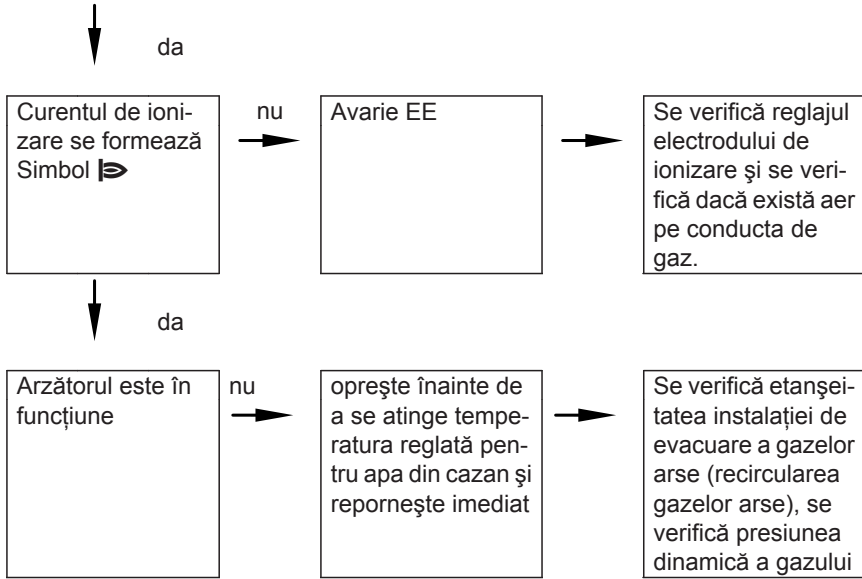 da
Curentul de ioni-
zare se formează
Simbol
nu
Avarie EE
Se verifică reglajul
electrodului de
ionizare şi se veri-
fică dacă există aer
pe conducta de
gaz.
da
Arzătorul este în
funcțiune
nu
opreşte înainte de
a se atinge tempe-
ratura reglată pen-
tru apa din cazan şi
reporneşte imediat
Se verifică etanşei-
tatea instalației de
evacuare a gazelor
arse (recircularea
gazelor arse), se
verifică presiunea
dinamică a gazului